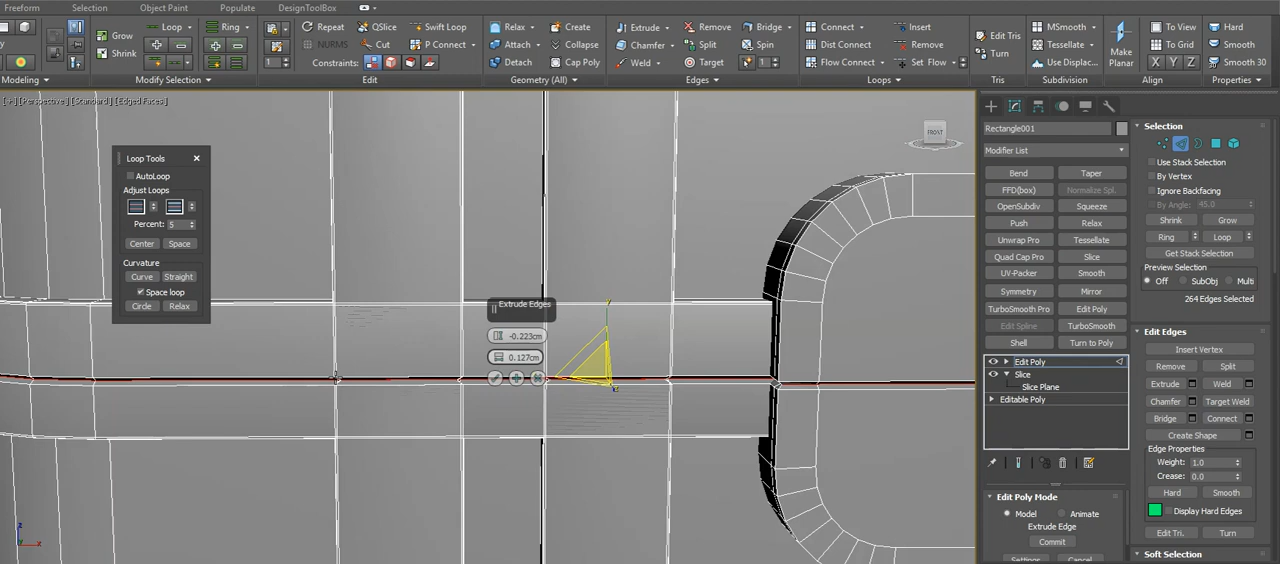 Freeform Selection Object Paint Populate DesignToolBox
Grow Loop Ring Repeat QSlice Swift Loop Relax Create Extrude Remove Bridge Connect Insert Edit Tris MSmooth To View Hard
Shrink NURMS Cut P Connect Attach Collapse Chamfer Split Spin Dist Connect Remove Turn Tessellate Make Planar To Grid Smooth
1 Constraints: Detach Cap Poly Weld Target 1 Flow Connect Set Flow Use Displac... X Y Z Smooth 30
Modeling Modify Selection Edit Geometry (All) Edges Loops Tris Subdivision Align Properties
[+] [Perspective] [Standard] [Edged Faces]
FRONT
Loop Tools
AutoLoop
Adjust Loops
Percent: 5
Center Space
Curvature
Curve Straight
Space loop
Circle Relax
Extrude Edges
-0.223cm
0.127cm
z x
Rectangle001
Modifier List
Bend Taper
FFD(box) Normalize Spl.
OpenSubdiv Squeeze
Push Relax
Unwrap Pro Tessellate
Quad Cap Pro Slice
UV-Packer Smooth
Symmetry Mirror
TurboSmooth Pro Edit Poly
Edit Spline TurboSmooth
Shell Turn to Poly
Edit Poly
Slice
Slice Plane
Editable Poly
Edit Poly Mode
Model Animate
Extrude Edge
Commit
Settings Cancel
Selection
Use Stack Selection
By Vertex
Ignore Backfacing
By Angle: 45.0
Shrink Grow
Ring Loop
Get Stack Selection
Preview Selection
Off SubObj Multi
264 Edges Selected
Edit Edges
Insert Vertex
Remove Split
Extrude Weld
Chamfer Target Weld
Bridge Connect
Create Shape
Edge Properties
Weight: 1.0
Crease: 0.0
Hard Smooth
Display Hard Edges
Edit Tri. Turn
Soft Selection